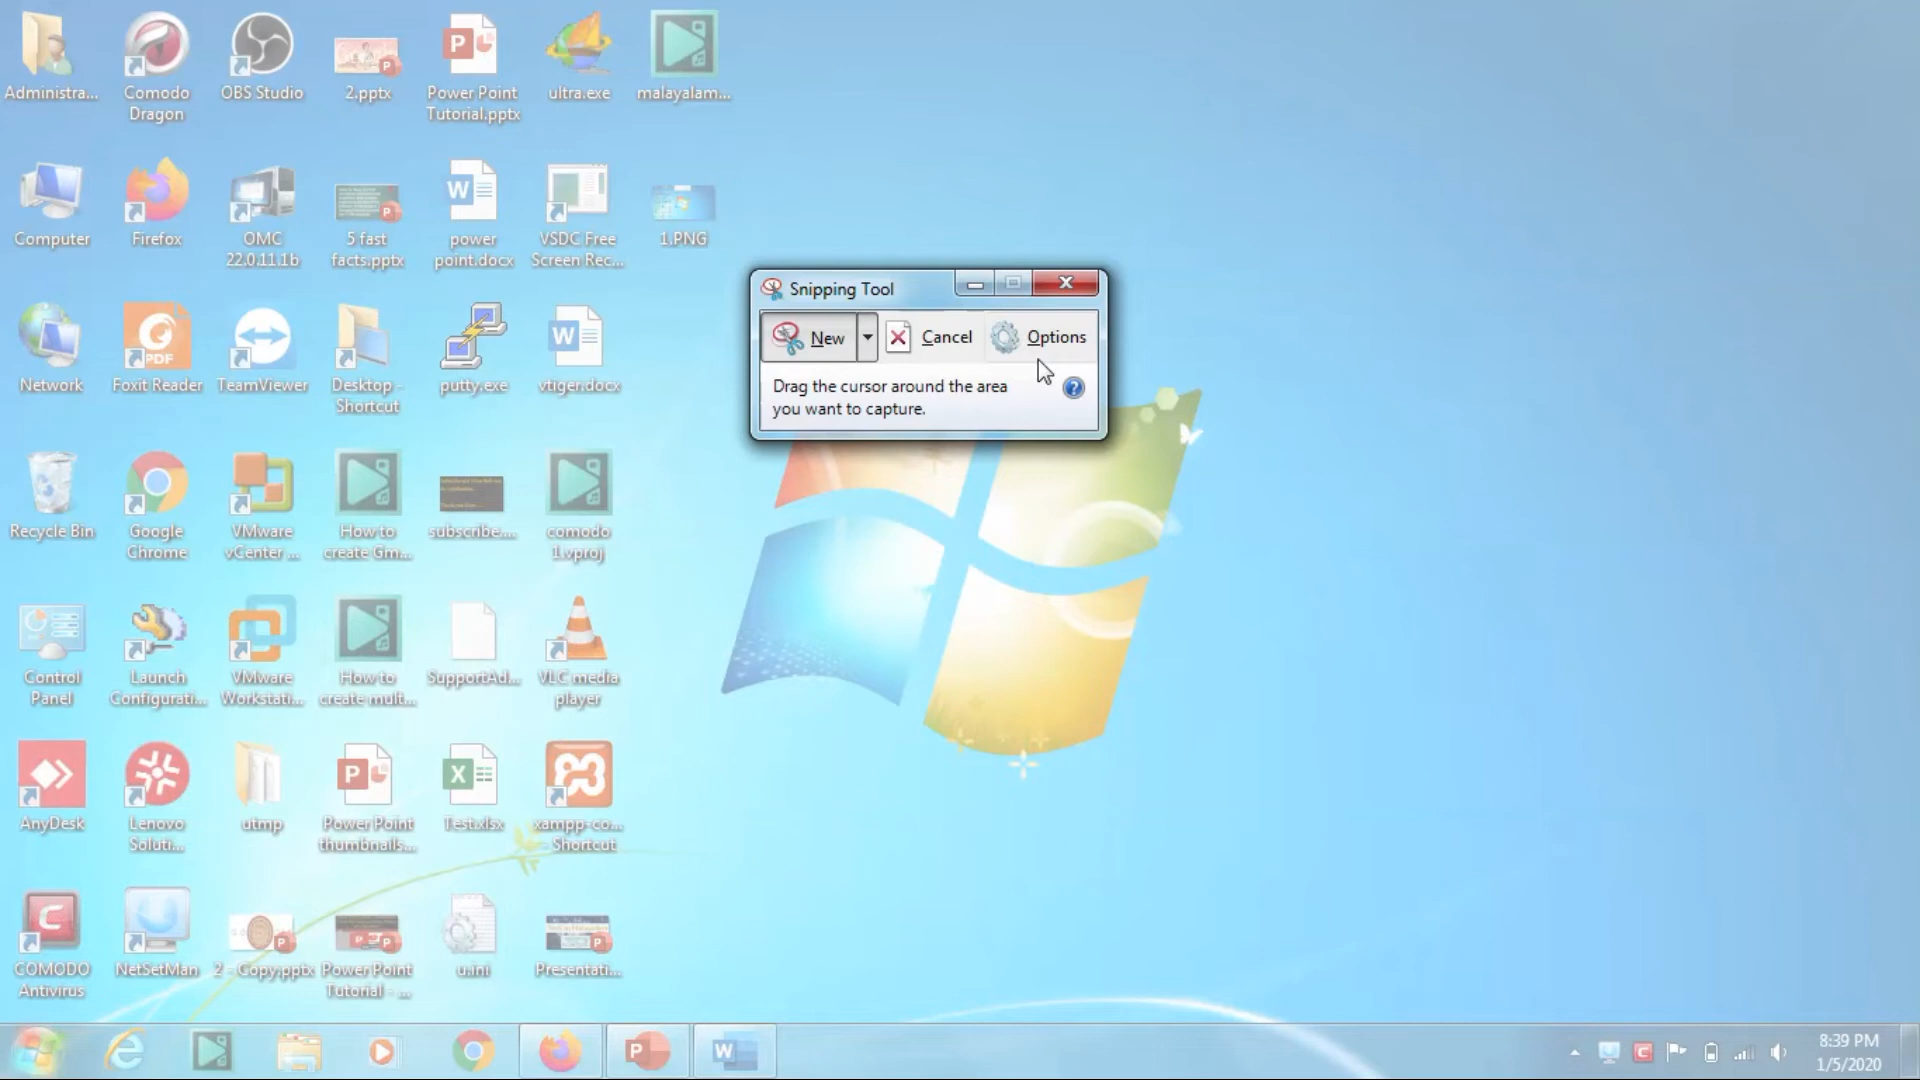 Administra...
Comodo
Dragon
OBS Studio
2.pptx
Power Point
Tutorial.pptx
ultra.exe
malayalam...
Computer
Firefox
OMC
22.0.11.1b
5 fast
facts.pptx
power
point.docx
VSDC Free
Screen Rec...
1.PNG
Snipping Tool
New
Cancel
Options
Drag the cursor around the area
you want to capture.
Network
Foxit Reader
TeamViewer
Desktop -
Shortcut
putty.exe
vtiger.docx
Recycle Bin
Google
Chrome
VMware
vCenter ...
How to
create Gm...
subscribe....
comodo
1.vproj
Control
Panel
Launch
Configurati...
VMware
Workstati...
How to
create mult...
SupportAd...
VLC media
player
AnyDesk
Lenovo
Soluti...
utmp
Power Point
thumbnails...
Test.xlsx
xampp-co...
- Shortcut
COMODO
Antivirus
NetSetMan
2 - Copy.pptx
Power Point
Tutorial - ...
u.ini
Presentati...
8:39 PM
1/5/2020